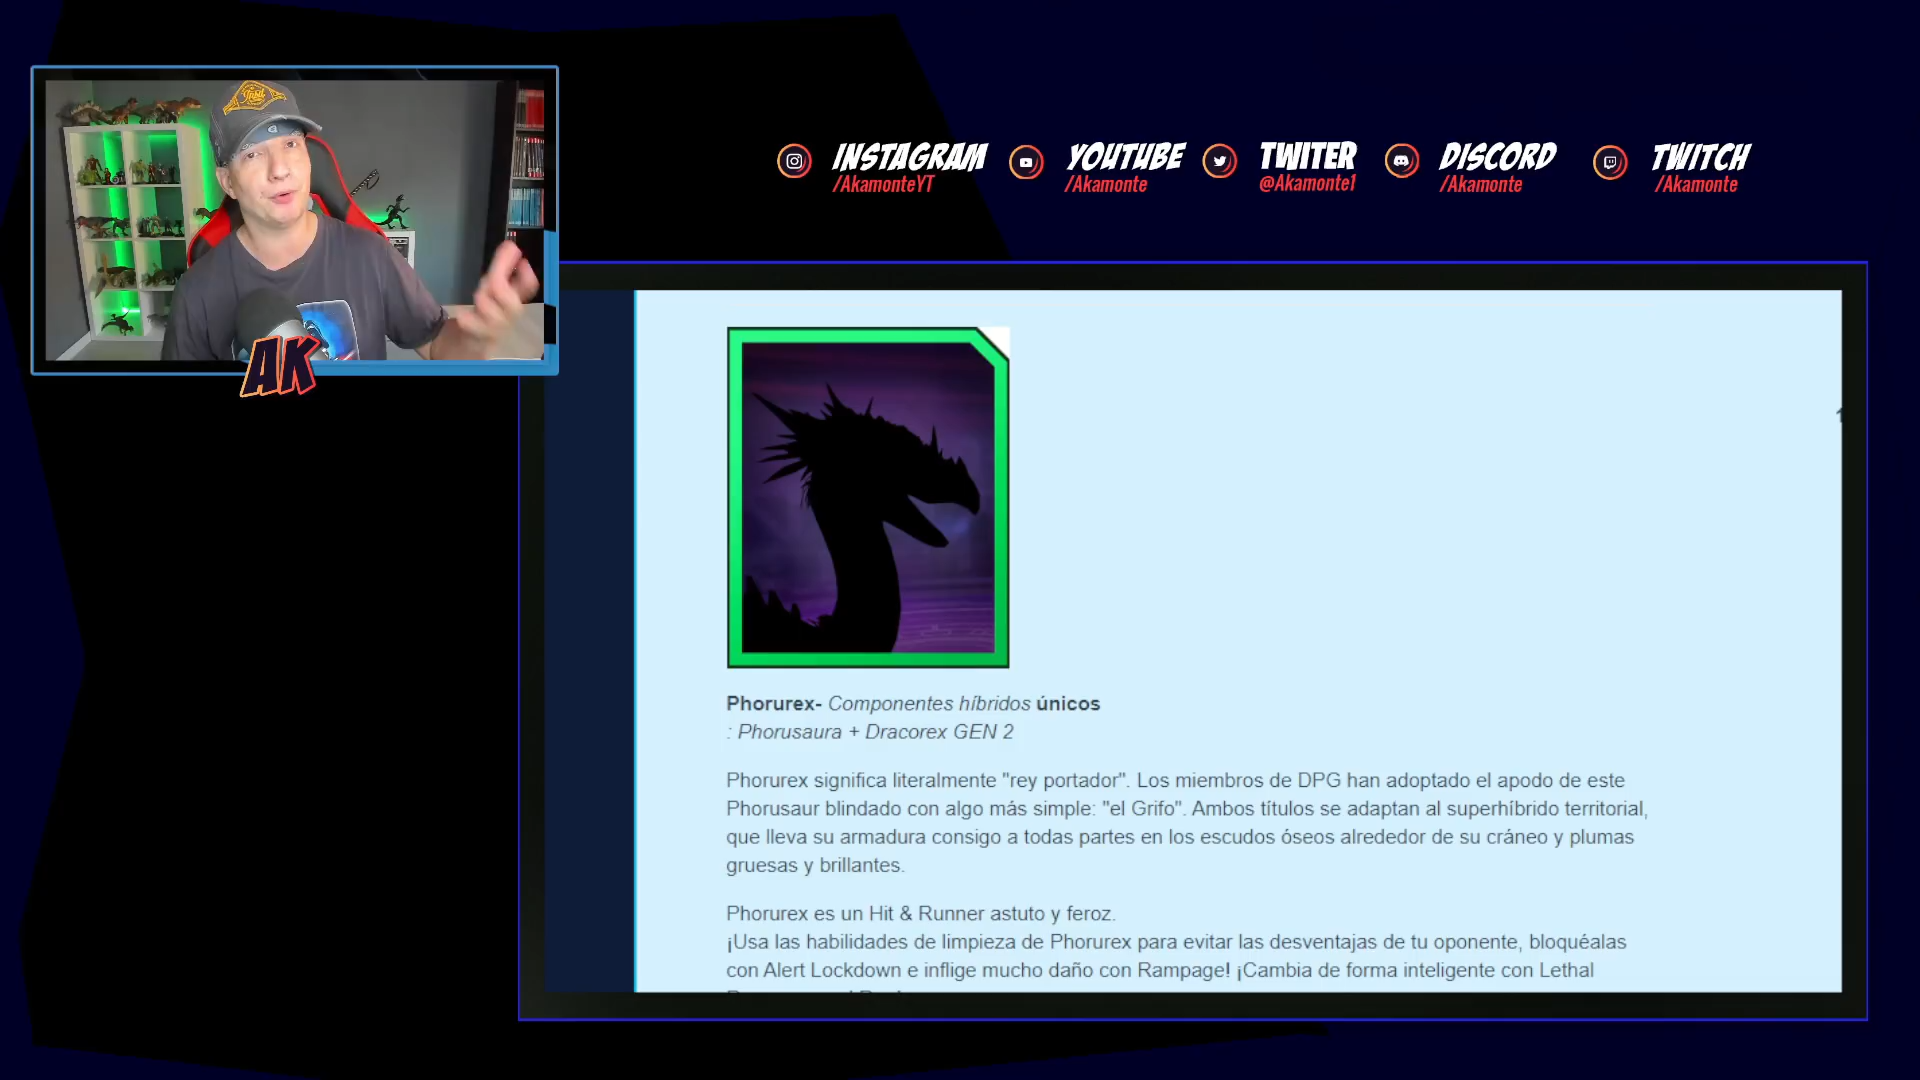 INSTAGRAM
/AkamonteYT
YOUTUBE
/Akamonte
TWITER
@Akamonte1
DISCORD
/Akamonte
TWITCH
/Akamonte
AK
Phorurex- Componentes híbridos únicos
: Phorusaura + Dracorex GEN 2
Phorurex significa literalmente "rey portador". Los miembros de DPG han adoptado el apodo de este
Phorusaur blindado con algo más simple: "el Grifo". Ambos títulos se adaptan al superhíbrido territorial,
que lleva su armadura consigo a todas partes en los escudos óseos alrededor de su cráneo y plumas
gruesas y brillantes.
Phorurex es un Hit & Runner astuto y feroz.
¡Usa las habilidades de limpieza de Phorurex para evitar las desventajas de tu oponente, bloquéalas
con Alert Lockdown e inflige mucho daño con Rampage! ¡Cambia de forma inteligente con Lethal